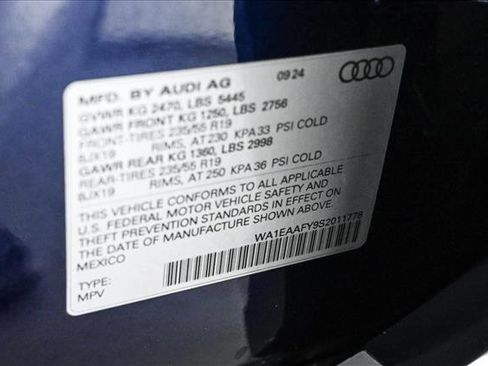 MFD. BY AUDI AG 09 24
GVWR KG 2470, LBS 5445
GAWR FRONT KG 1250, LBS 2756
FRONT-TIRES 235/55 R19
8JX19 RIMS, AT 230 KPA 33 PSI COLD
GAWR REAR KG 1360, LBS 2998
REAR-TIRES 235/55 R19
8JX19 RIMS, AT 250 KPA 36 PSI COLD
THIS VEHICLE CONFORMS TO ALL APPLICABLE
U.S. FEDERAL MOTOR VEHICLE SAFETY AND
THEFT PREVENTION STANDARDS IN EFFECT ON
THE DATE OF MANUFACTURE SHOWN ABOVE.
MEXICO WA1EAAFY9S2011778
TYPE:
MPV